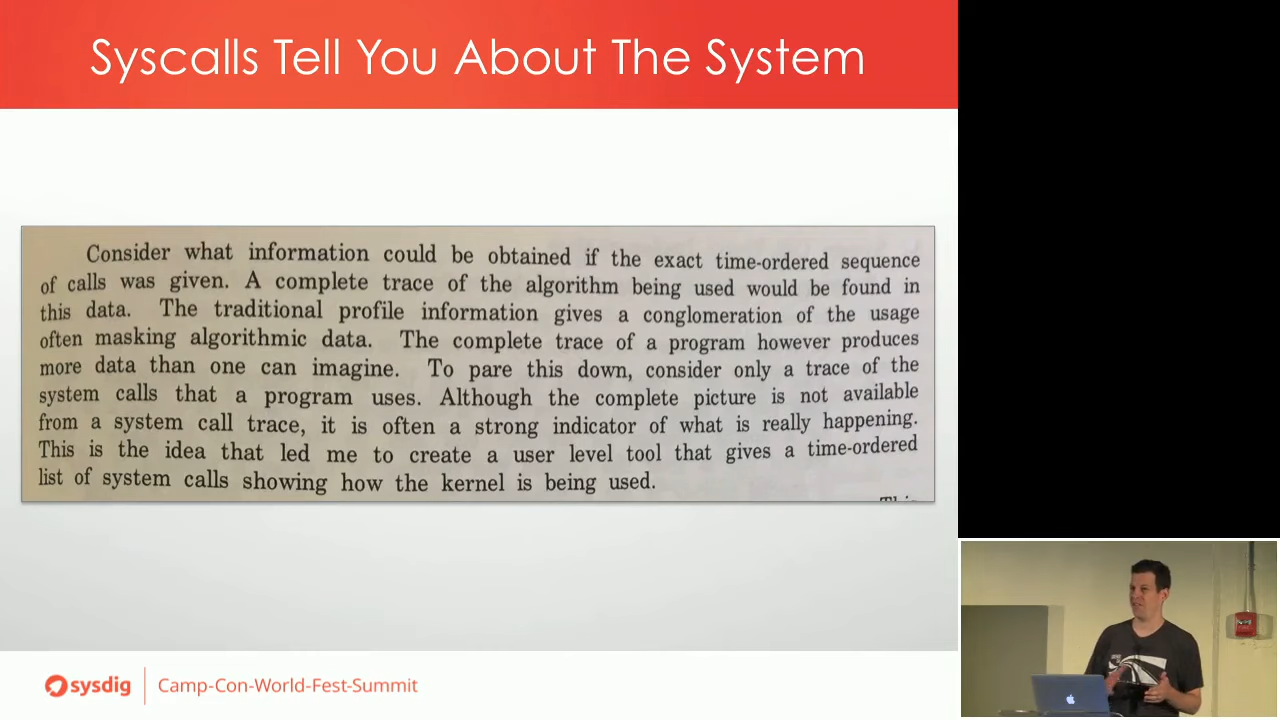 Syscalls Tell You About The System
Consider what information could be obtained if the exact time-ordered sequence
of calls was given. A complete trace of the algorithm being used would be found in
this data. The traditional profile information gives a conglomeration of the usage
often masking algorithmic data. The complete trace of a program however produces
more data than one can imagine. To pare this down, consider only a trace of the
system calls that a program uses. Although the complete picture is not available
from a system call trace, it is often a strong indicator of what is really happening.
This is the idea that led me to create a user level tool that gives a time-ordered
list of system calls showing how the kernel is being used.
sysdig
Camp-Con-World-Fest-Summit